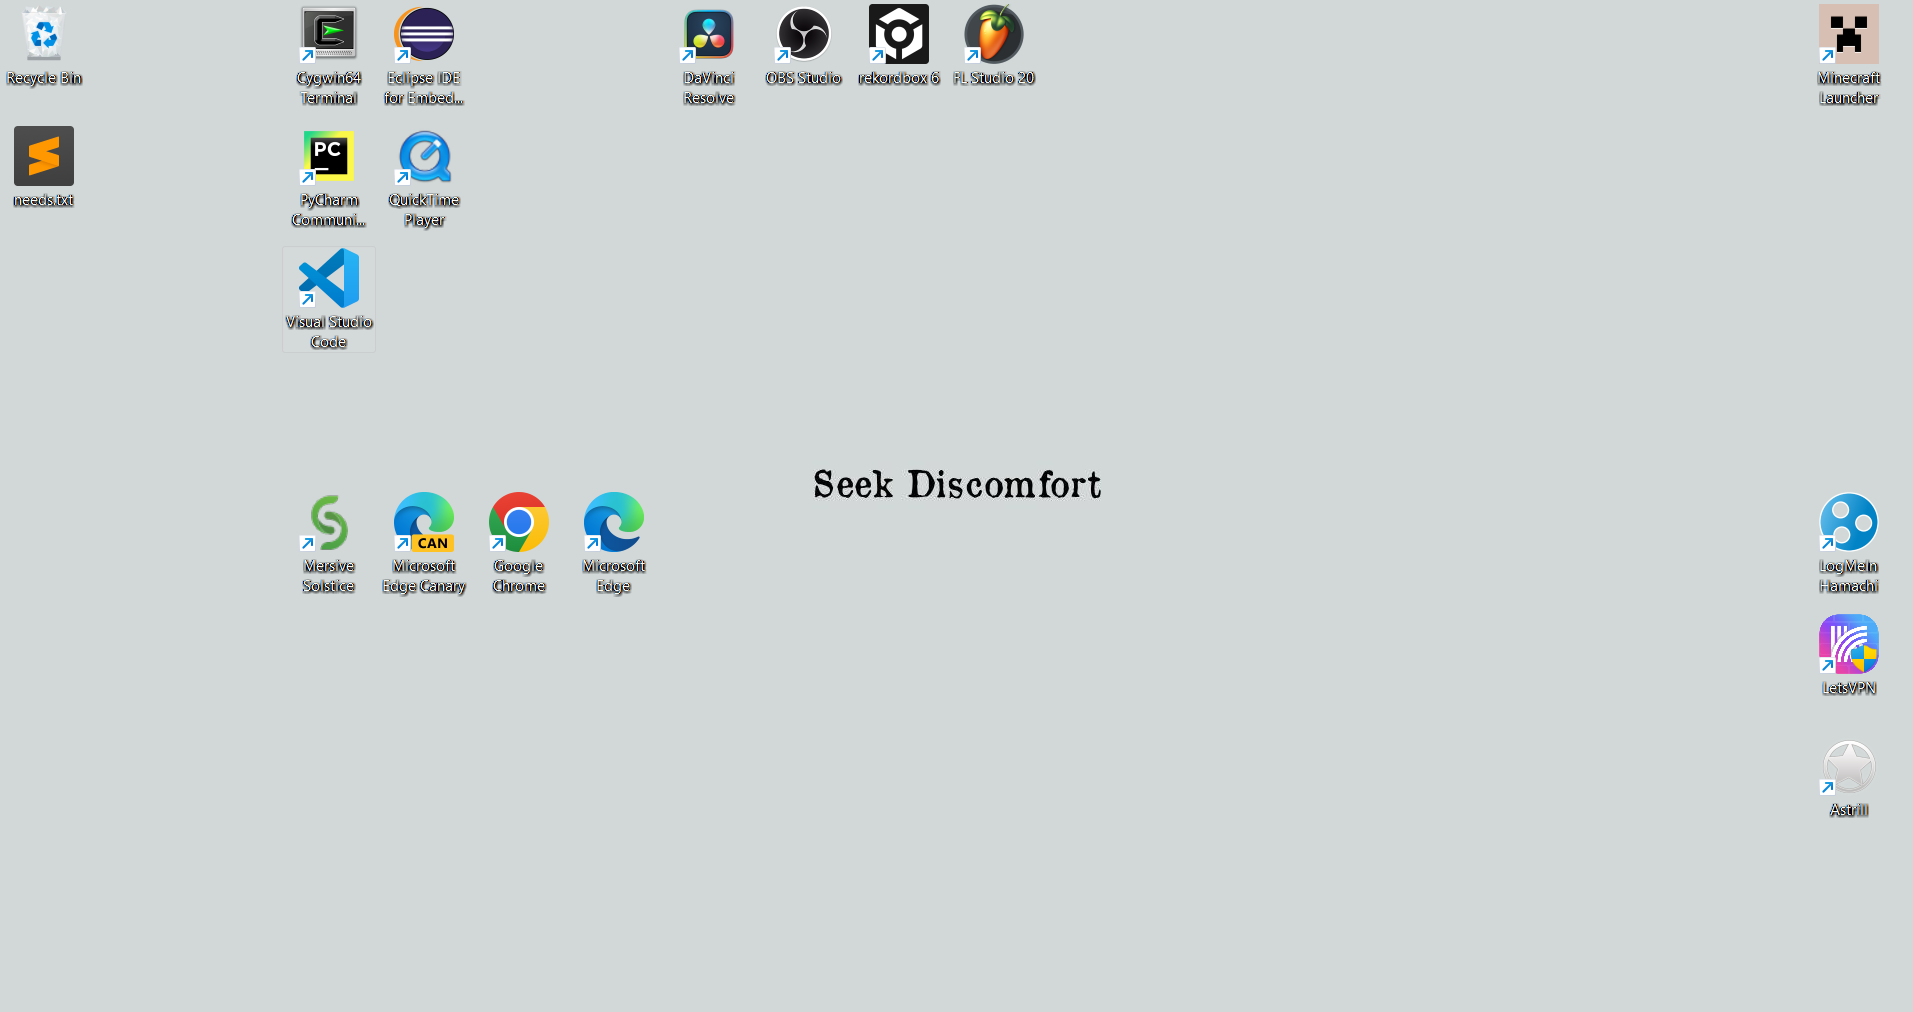 Recycle Bin
Cygwin64
Terminal
Eclipse IDE
for Embed...
DaVinci
Resolve
OBS Studio
rekordbox 6
FL Studio 20
Minecraft
Launcher
needs.txt
PC
PyCharm
Communi...
QuickTime
Player
Visual Studio
Code
Seek Discomfort
Mersive
Solstice
CAN
Microsoft
Edge Canary
Google
Chrome
Microsoft
Edge
LogMeIn
Hamachi
LetsVPN
Astrill